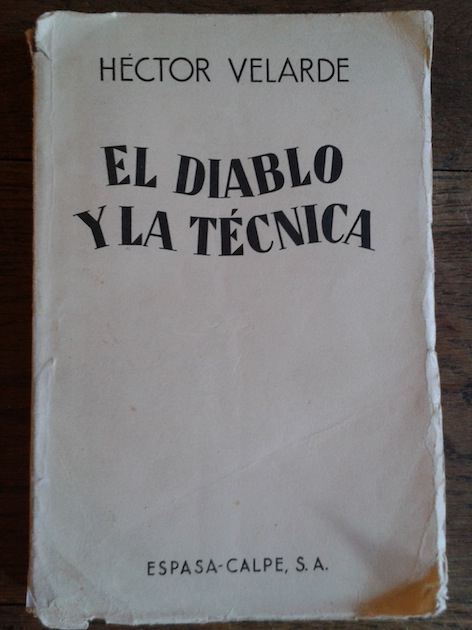 HÉCTOR VELARDE
EL DIABLO
Y LA TÉCNICA
ESPASA-CALPE, S. A.